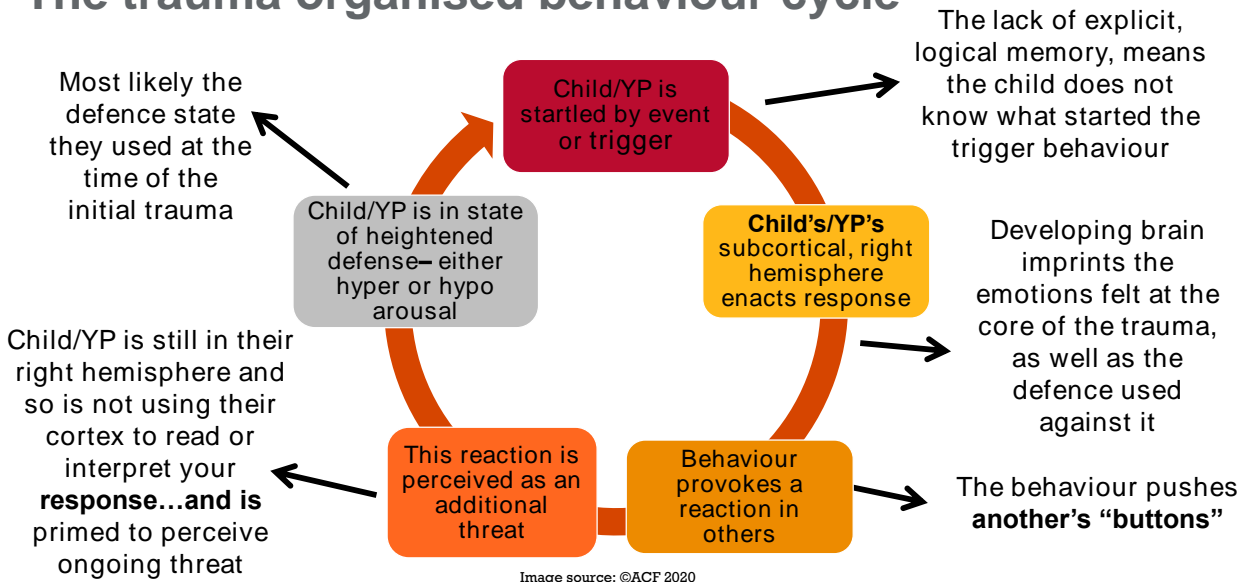 The trauma organised behaviour cycle
Child/YP is
startled by event
or trigger
The lack of explicit,
logical memory, means
the child does not
know what started the
trigger behaviour
Child's/YP's
subcortical, right
hemisphere
enacts response
Developing brain
imprints the
emotions felt at the
core of the trauma,
as well as the
defence used
against it
Behaviour
provokes a
reaction in
others
The behaviour pushes
another's “buttons”
This reaction is
perceived as an
additional
threat
Child/YP is still in their
right hemisphere and
so is not using their
cortex to read or
interpret your
response...and is
primed to perceive
ongoing threat
Child/YP is in state
of heightened
defense– either
hyper or hypo
arousal
Most likely the
defence state
they used at the
time of the
initial trauma
Image source: ©ACF 2020